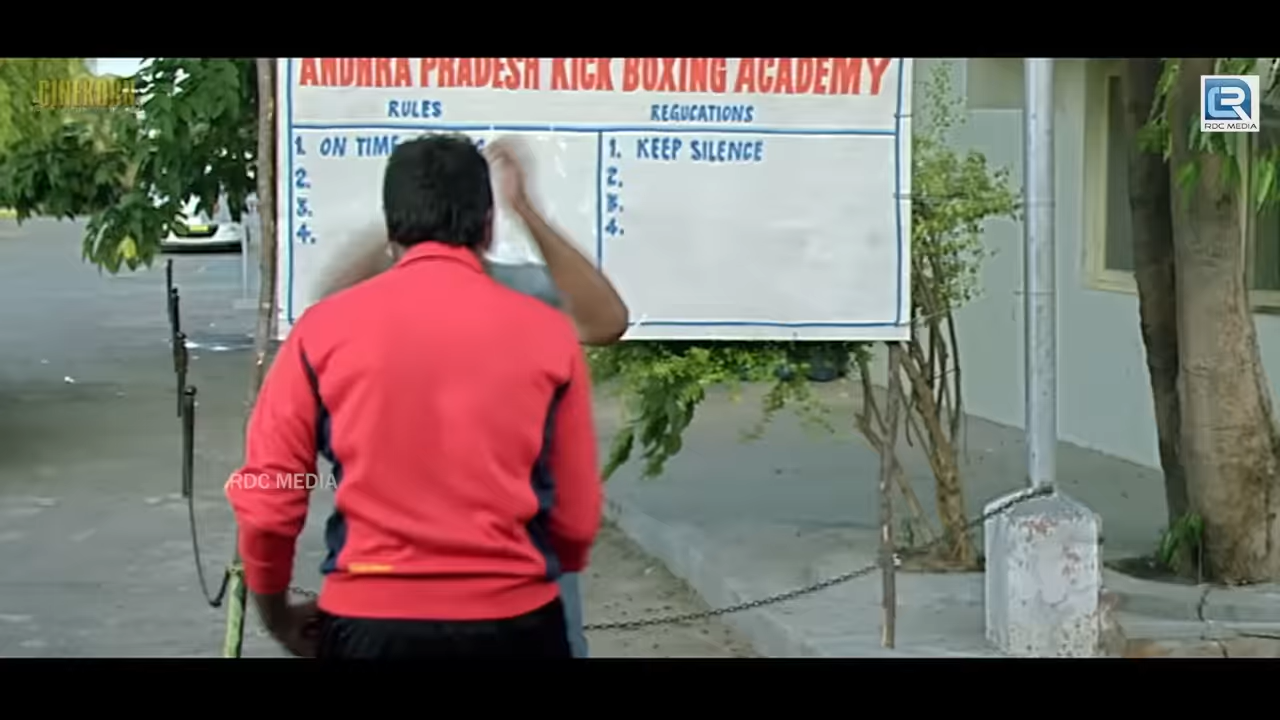 CINEKORN
RDC MEDIA
ANDHRA PRADESH KICK BOXING ACADEMY
RULES
REGUCATIONS
1. ON TIME
1. KEEP SILENCE
2.
2.
3.
3.
4.
4.
RDC MEDIA